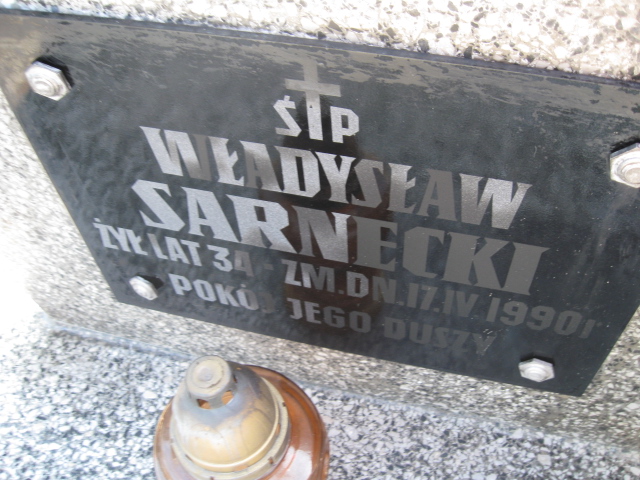 ŚP
WŁADYSŁAW
SARNECKI
ŻYŁ LAT 34 - ZM. DN. 17.IV.1990r
POKÓJ JEGO DUSZY